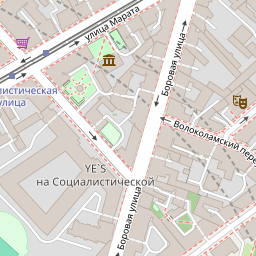 улица Марата
Боровая улица
алистическая
улица
Волоколамский пере
YE`S
на Социалистической
Боровая улица